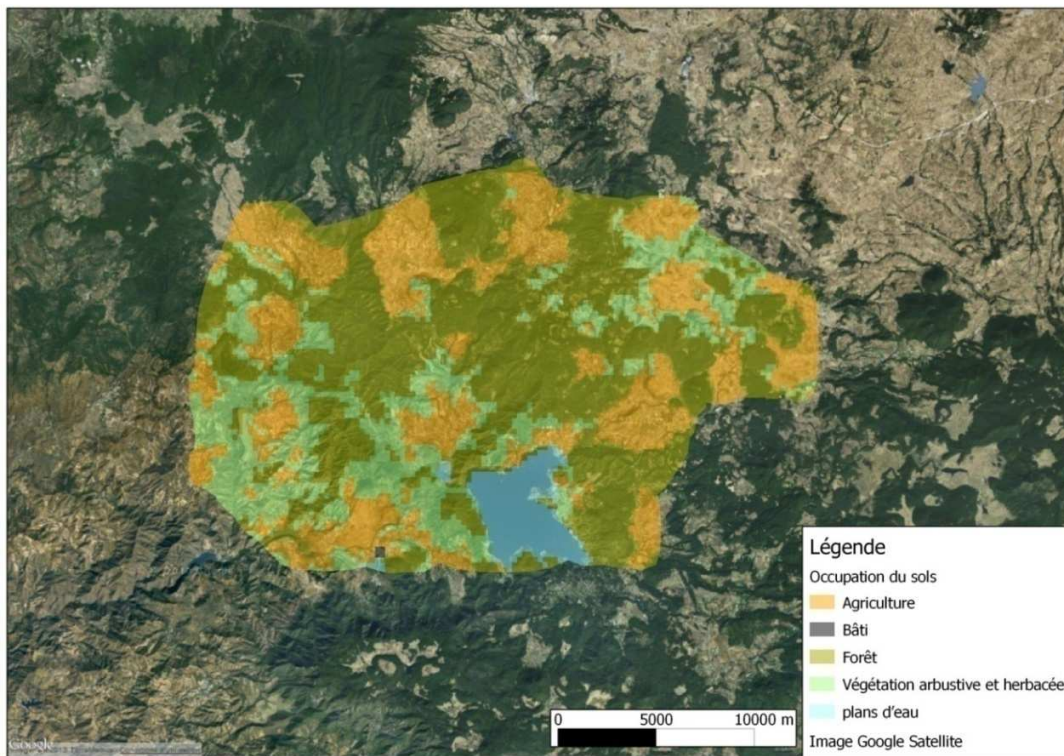 Légende
Occupation du sols
Agriculture
Bâti
Forêt
Végétation arbustive et herbacée
plans d'eau
Image Google Satellite
0 5000 10000 m
Google